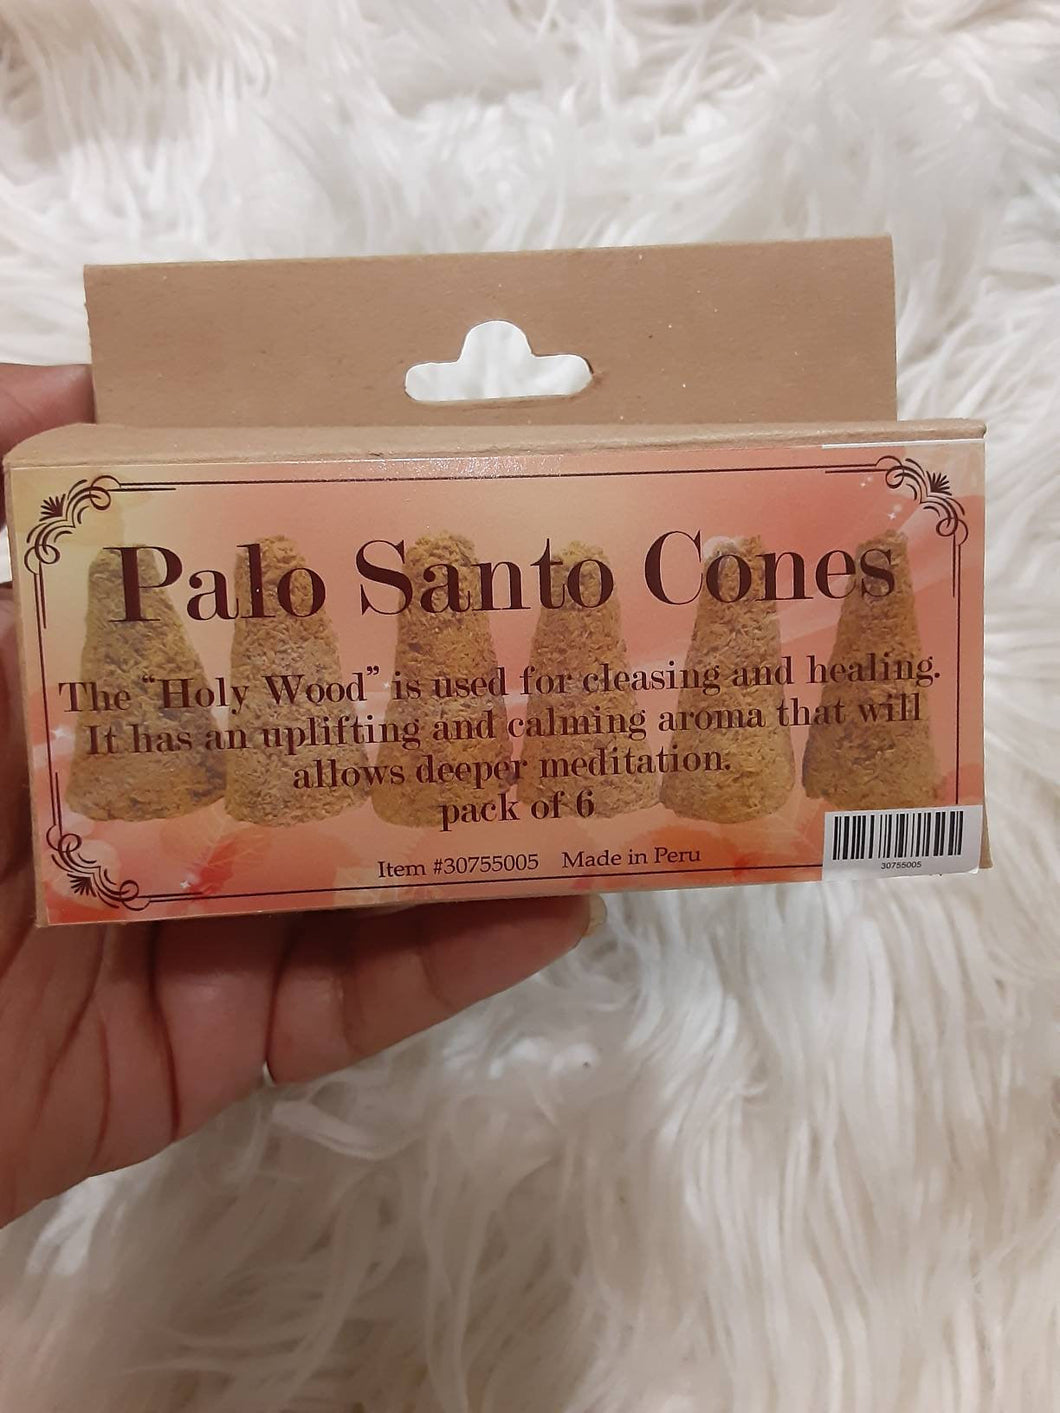 Palo Santo Cones
The "Holy Wood" is used for cleasing and healing.
It has an uplifting and calming aroma that will
allows deeper meditation.
pack of 6
Item #30755005 Made in Peru
30755005